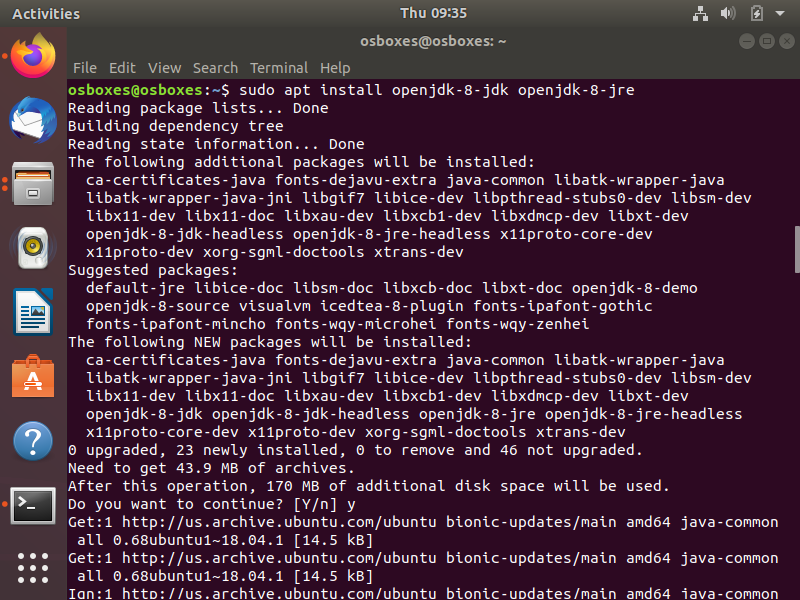 Activities
Thu 09:35
osboxes@osboxes: ~
File Edit View Search Terminal Help
osboxes@osboxes:~$ sudo apt install openjdk-8-jdk openjdk-8-jre
Reading package lists... Done
Building dependency tree
Reading state information... Done
The following additional packages will be installed:
  ca-certificates-java fonts-dejavu-extra java-common libatk-wrapper-java
  libatk-wrapper-java-jni libgif7 libice-dev libpthread-stubs0-dev libsm-dev
  libx11-dev libx11-doc libxau-dev libxcb1-dev libxdmcp-dev libxt-dev
  openjdk-8-jdk-headless openjdk-8-jre-headless x11proto-core-dev
  x11proto-dev xorg-sgml-doctools xtrans-dev
Suggested packages:
  default-jre libice-doc libsm-doc libxcb-doc libxt-doc openjdk-8-demo
  openjdk-8-source visualvm icedtea-8-plugin fonts-ipafont-gothic
  fonts-ipafont-mincho fonts-wqy-microhei fonts-wqy-zenhei
The following NEW packages will be installed:
  ca-certificates-java fonts-dejavu-extra java-common libatk-wrapper-java
  libatk-wrapper-java-jni libgif7 libice-dev libpthread-stubs0-dev libsm-dev
  libx11-dev libx11-doc libxau-dev libxcb1-dev libxdmcp-dev libxt-dev
  openjdk-8-jdk openjdk-8-jdk-headless openjdk-8-jre openjdk-8-jre-headless
  x11proto-core-dev x11proto-dev xorg-sgml-doctools xtrans-dev
0 upgraded, 23 newly installed, 0 to remove and 46 not upgraded.
Need to get 43.9 MB of archives.
After this operation, 170 MB of additional disk space will be used.
Do you want to continue? [Y/n] y
Get:1 http://us.archive.ubuntu.com/ubuntu bionic-updates/main amd64 java-common
 all 0.68ubuntu1~18.04.1 [14.5 kB]
Get:1 http://us.archive.ubuntu.com/ubuntu bionic-updates/main amd64 java-common
 all 0.68ubuntu1~18.04.1 [14.5 kB]
Ign:1 http://us.archive.ubuntu.com/ubuntu bionic-updates/main amd64 java-common